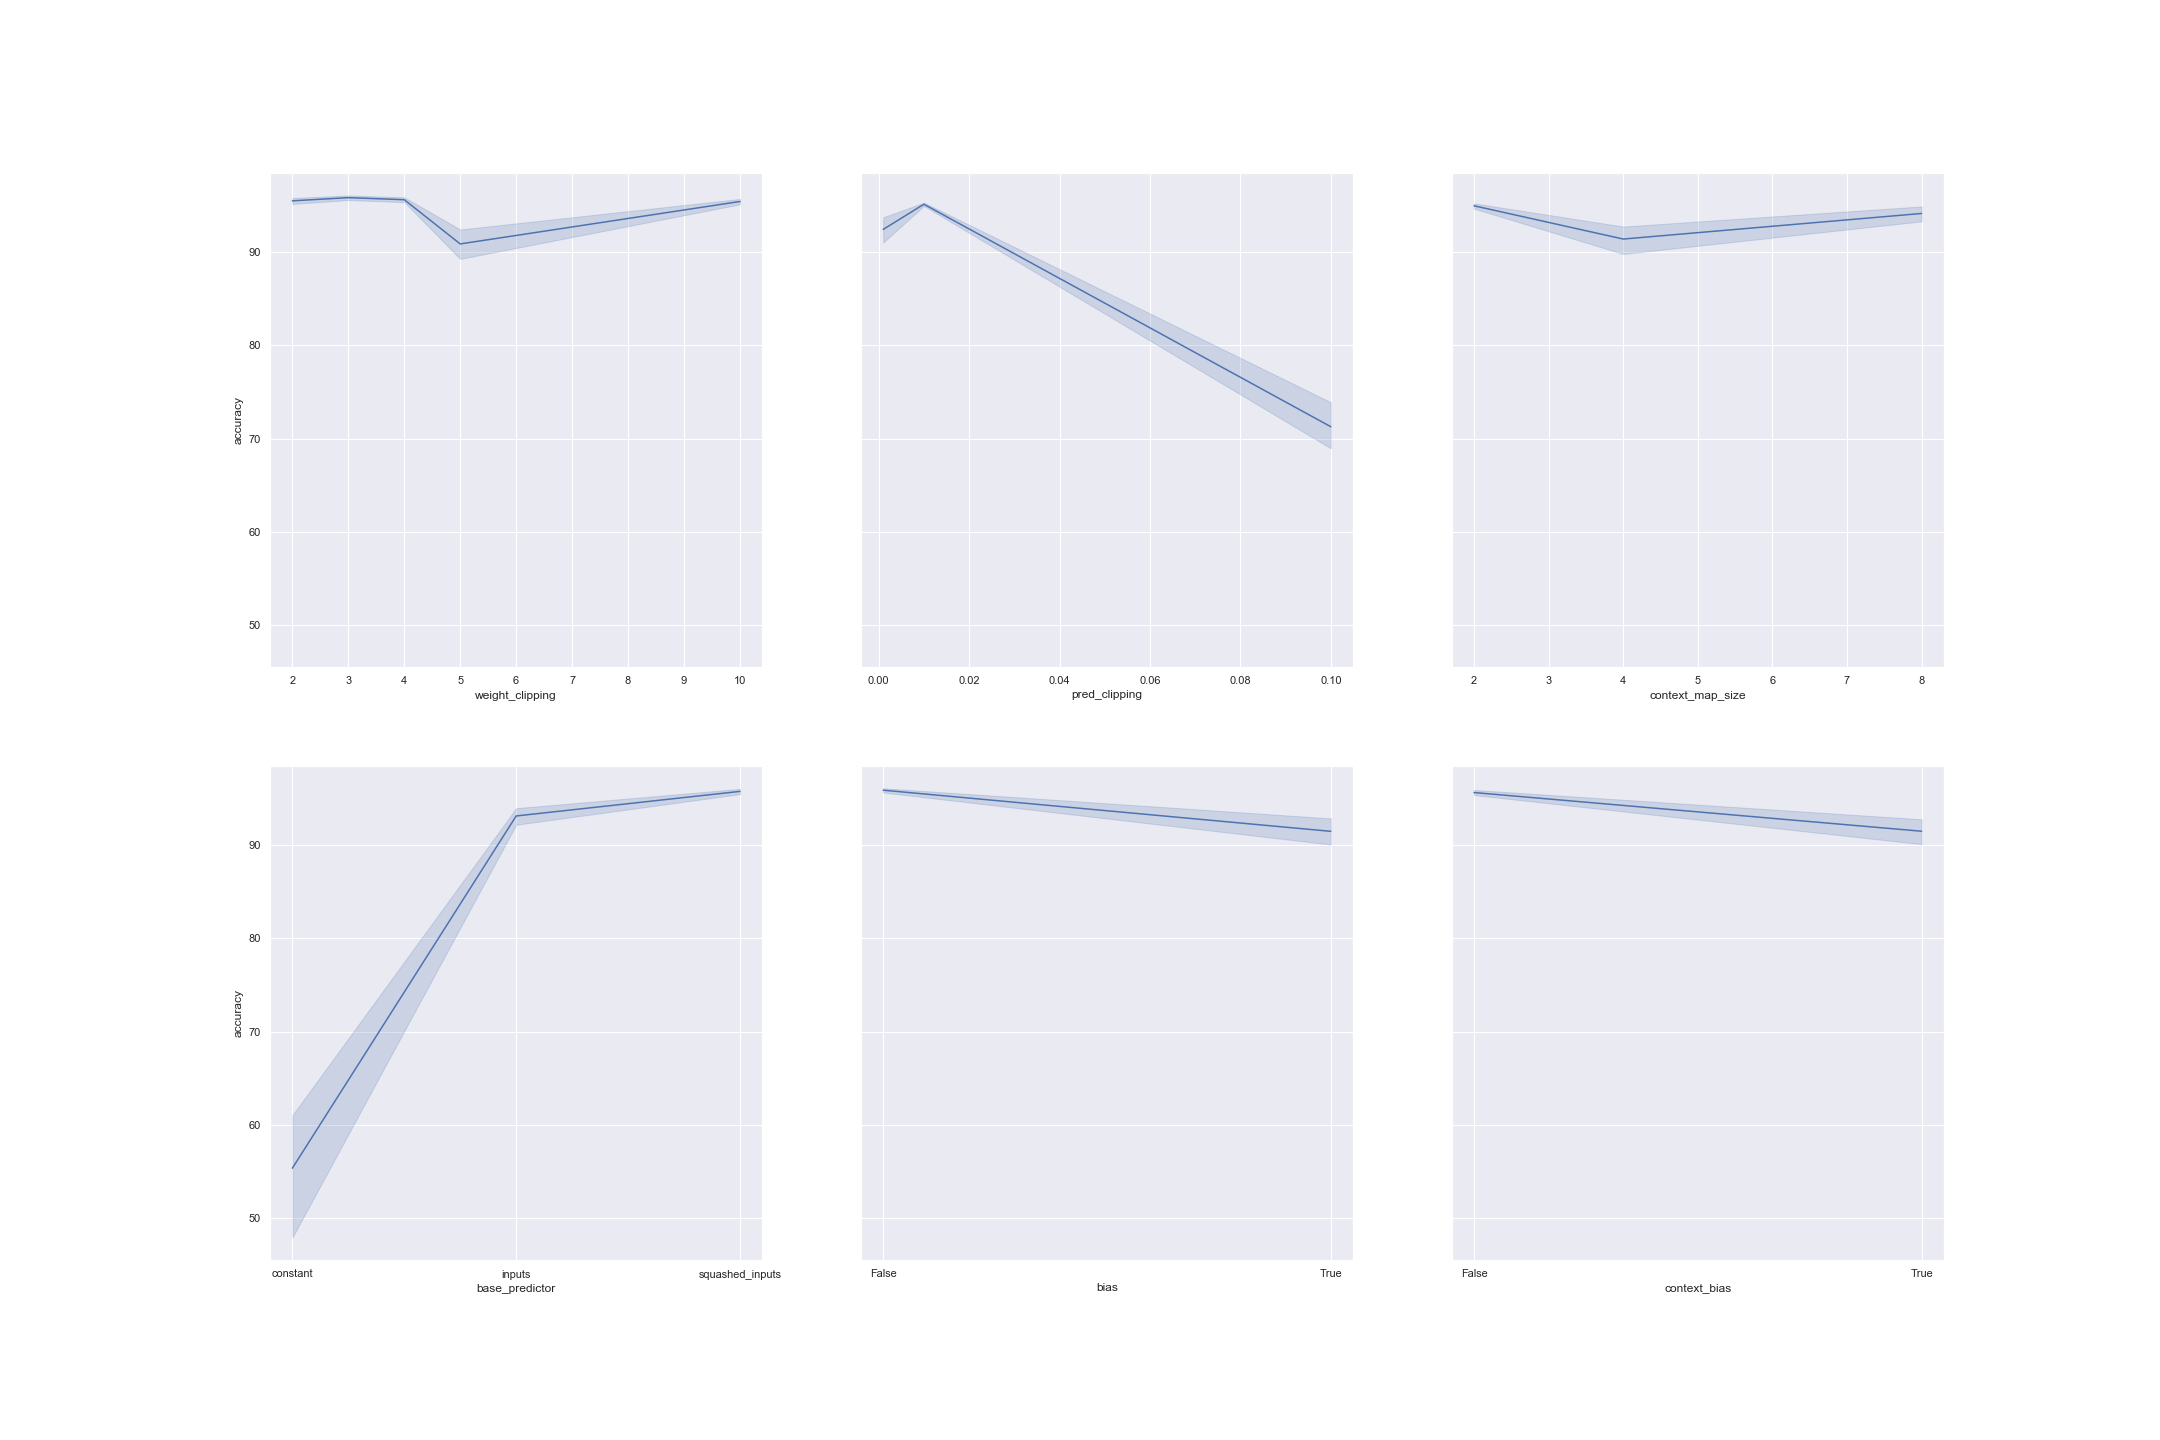 accuracy
90
80
70
60
50
2 3 4 5 6 7 8 9 10
weight_clipping
0.00 0.02 0.04 0.06 0.08 0.10
pred_clipping
2 3 4 5 6 7 8
context_map_size
accuracy
90
80
70
60
50
constant inputs squashed_inputs
base_predictor
False True
bias
False True
context_bias